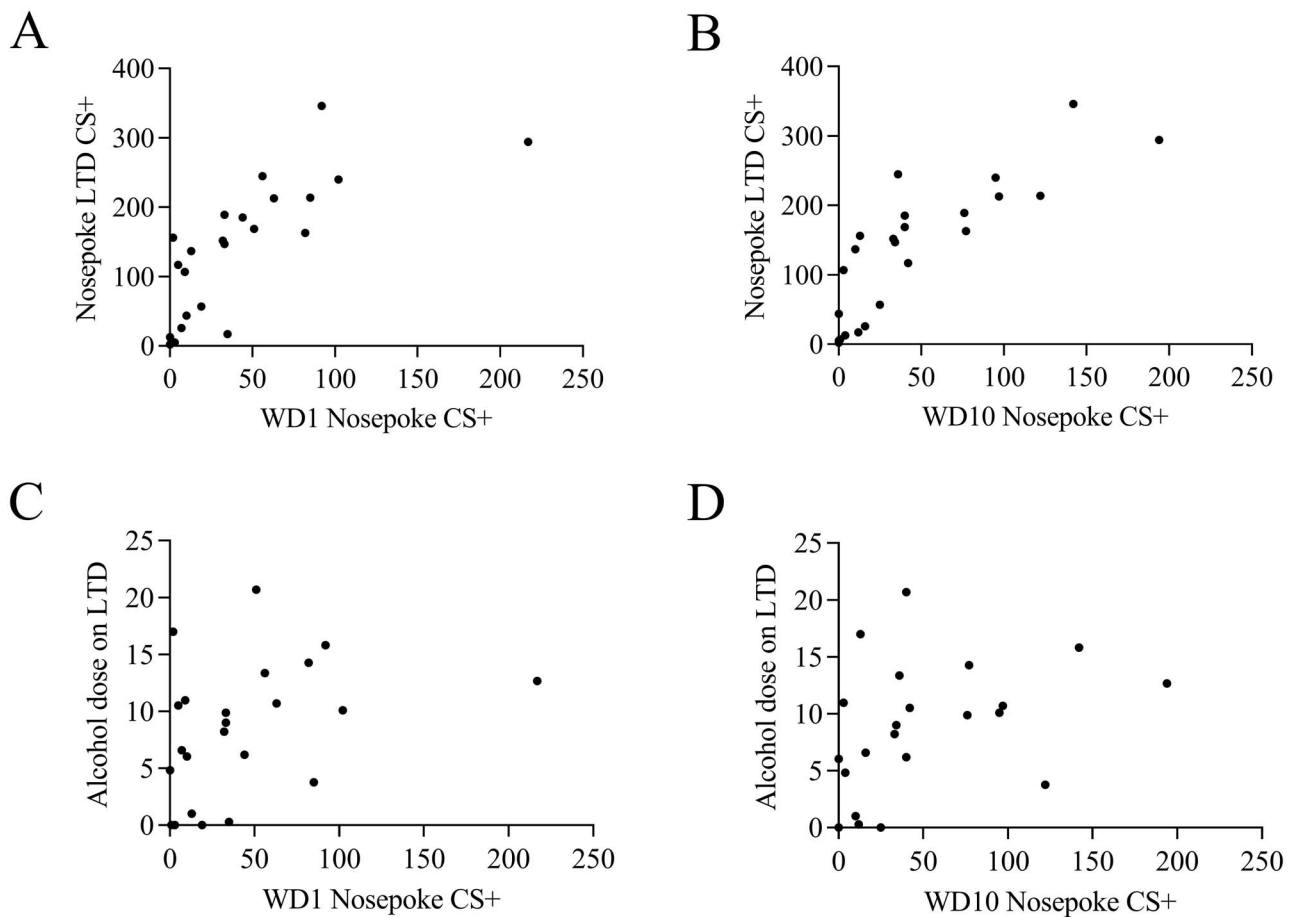 A
400
300
200
100
0
Nosepoke LTD CS+
0 50 100 150 200 250
WD1 Nosepoke CS+
B
400
300
200
100
0
Nosepoke LTD CS+
0 50 100 150 200 250
WD10 Nosepoke CS+
C
25
20
15
10
5
0
Alcohol dose on LTD
0 50 100 150 200 250
WD1 Nosepoke CS+
D
25
20
15
10
5
0
Alcohol dose on LTD
0 50 100 150 200 250
WD10 Nosepoke CS+